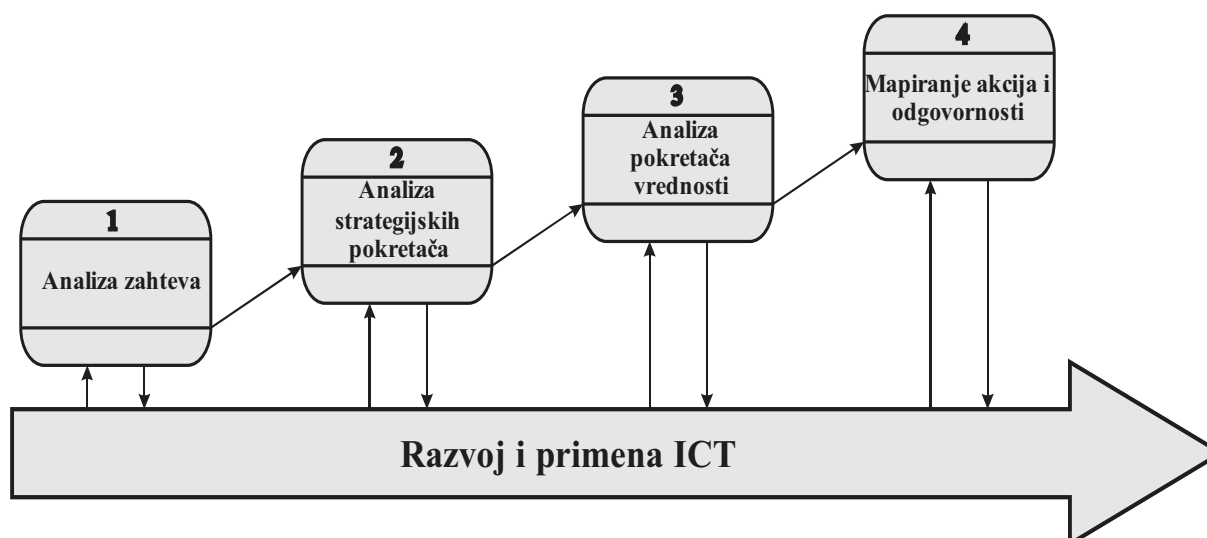 1
Analiza zahteva
2
Analiza
strategijskih
pokretača
3
Analiza
pokretača
vrednosti
4
Mapiranje akcija i
odgovornosti
Razvoj i primena ICT